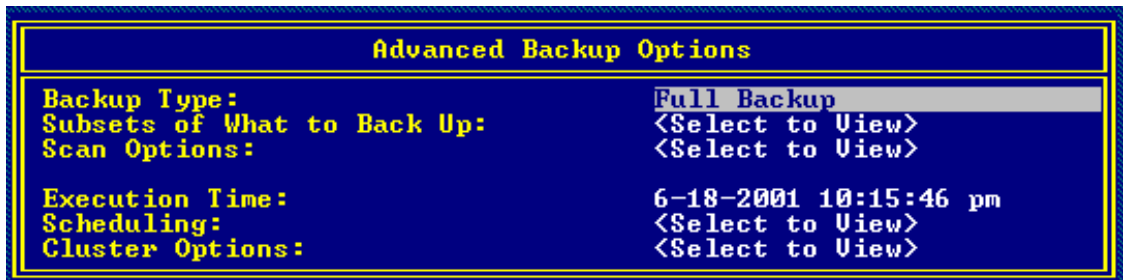 Advanced Backup Options
Backup Type: Full Backup
Subsets of What to Back Up: <Select to View>
Scan Options: <Select to View>
Execution Time: 6-18-2001 10:15:46 pm
Scheduling: <Select to View>
Cluster Options: <Select to View>